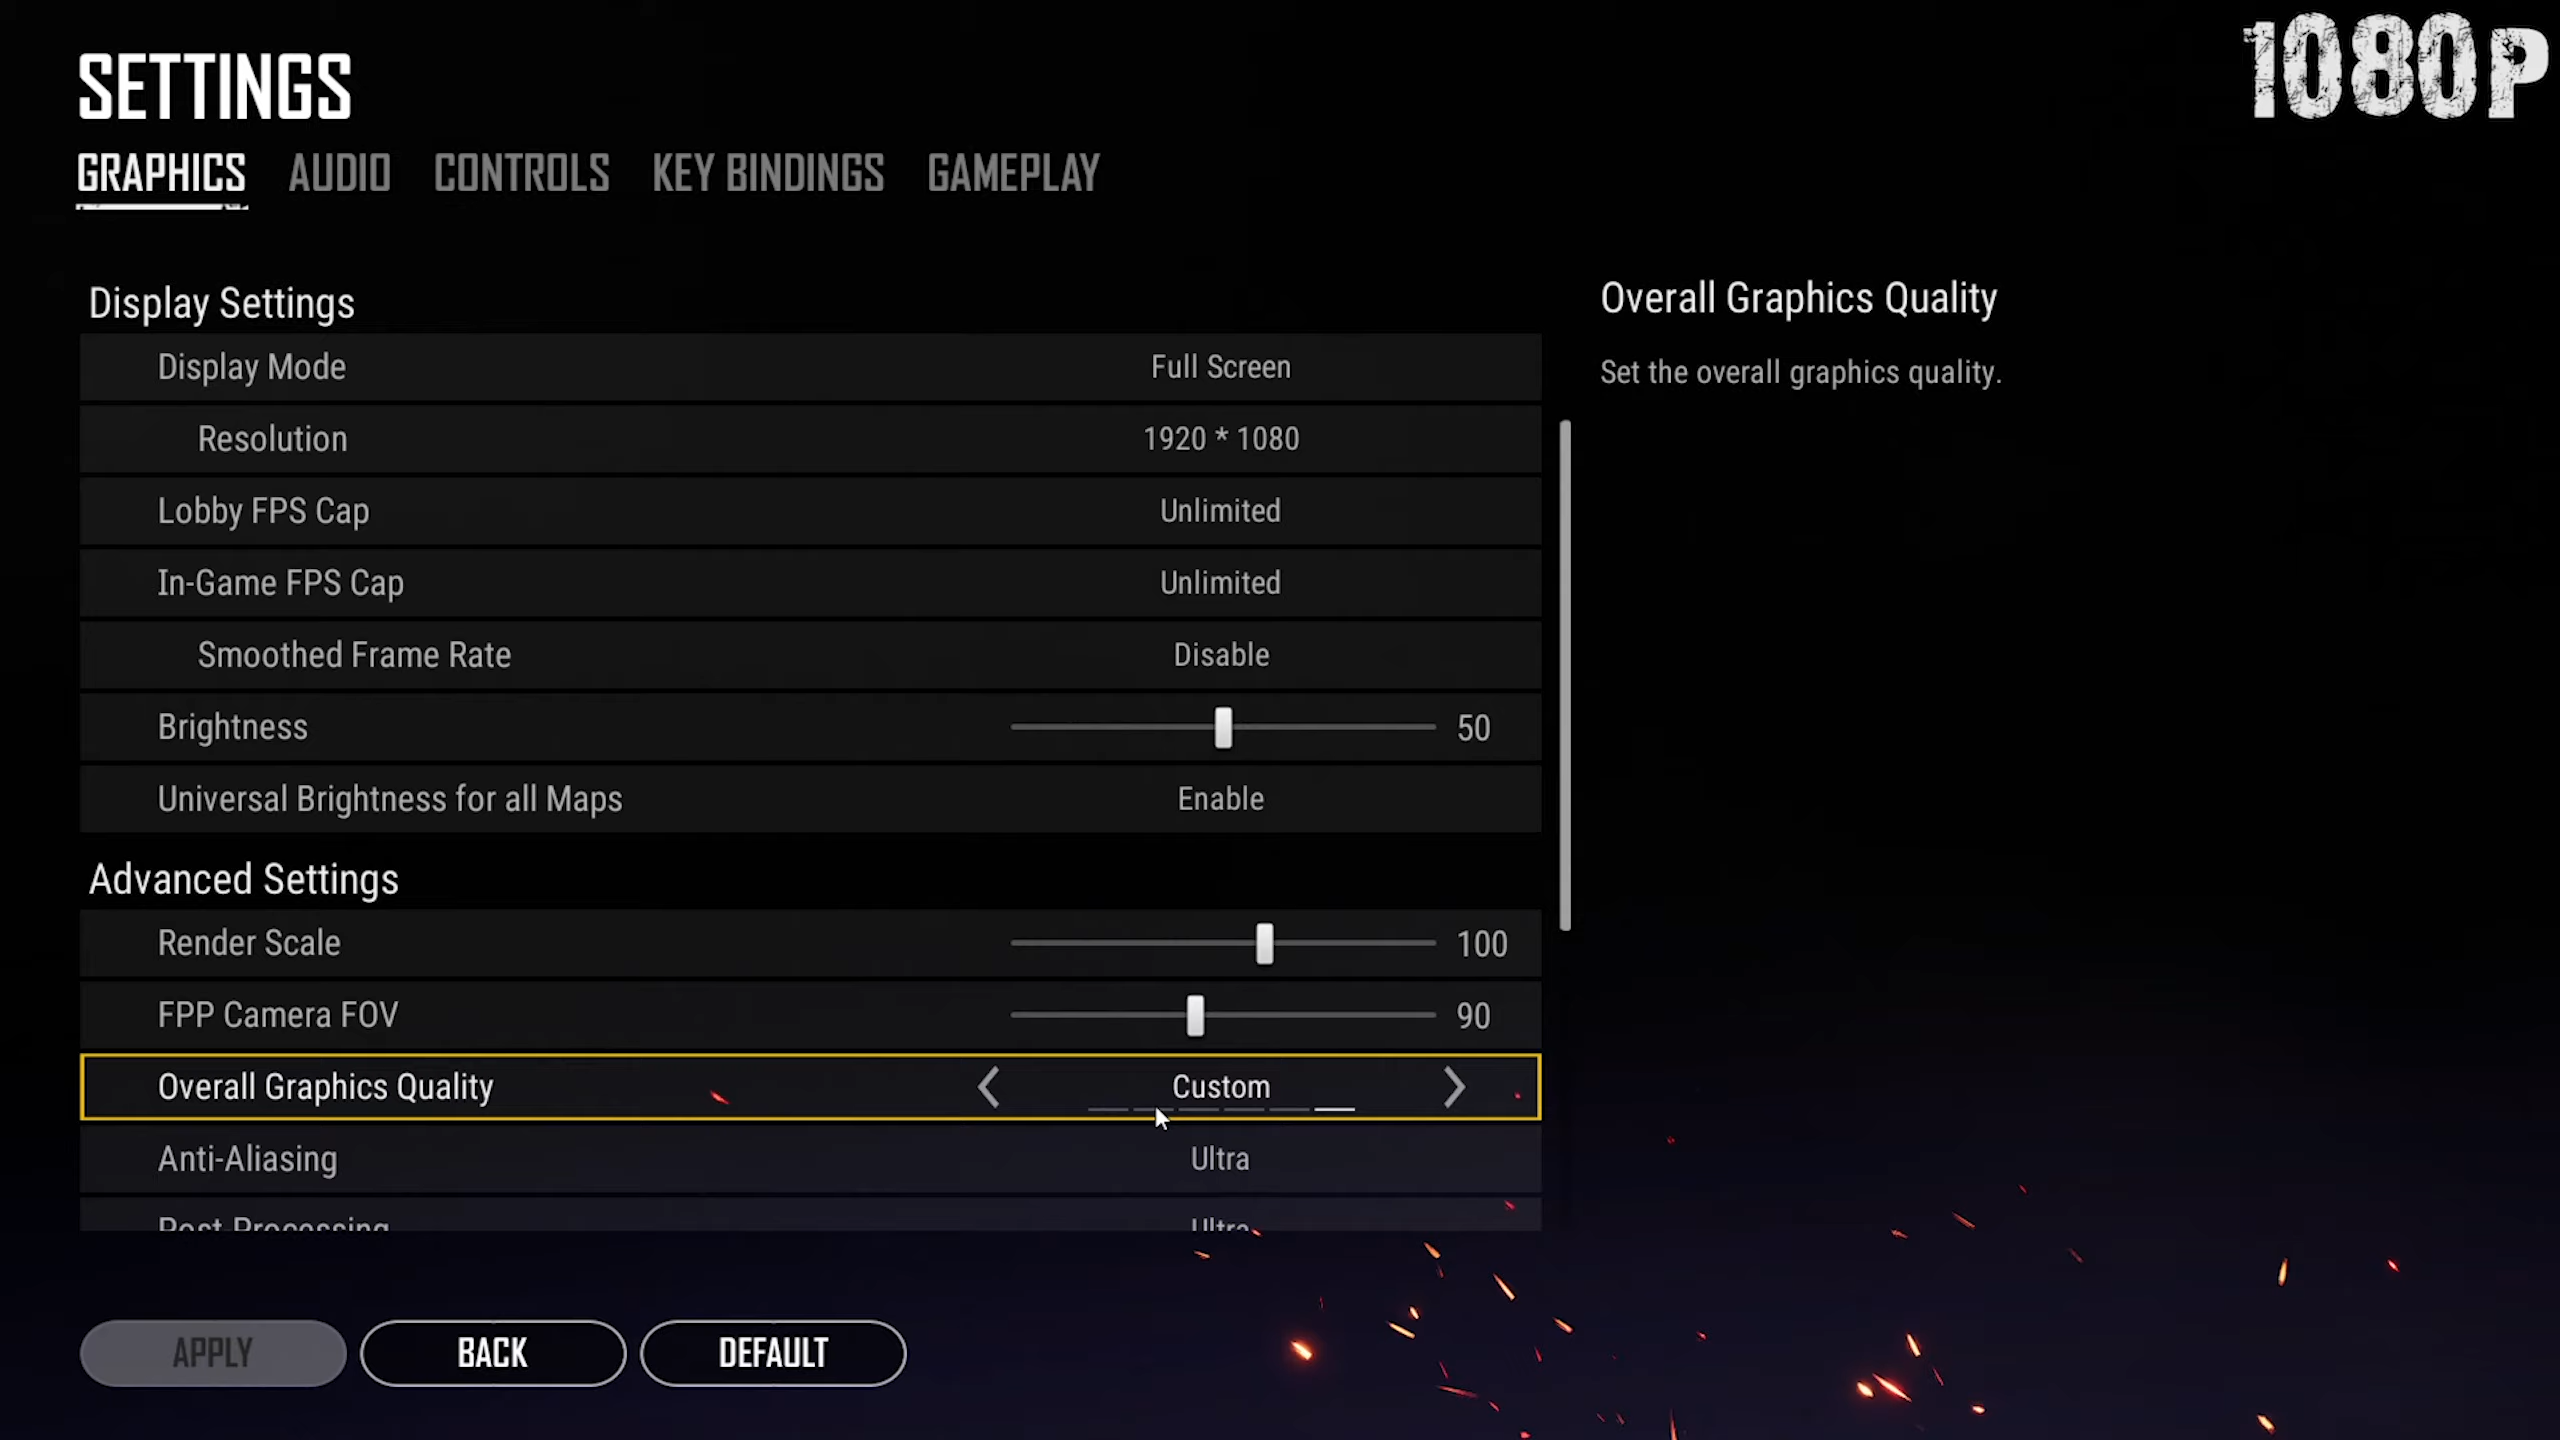 SETTINGS
1080P
GRAPHICS AUDIO CONTROLS KEY BINDINGS GAMEPLAY
Display Settings
Display Mode Full Screen
Resolution 1920 * 1080
Lobby FPS Cap Unlimited
In-Game FPS Cap Unlimited
Smoothed Frame Rate Disable
Brightness 50
Universal Brightness for all Maps Enable
Advanced Settings
Render Scale 100
FPP Camera FOV 90
Overall Graphics Quality Custom
Anti-Aliasing Ultra
Post-Processing Ultra
Overall Graphics Quality
Set the overall graphics quality.
APPLY BACK DEFAULT